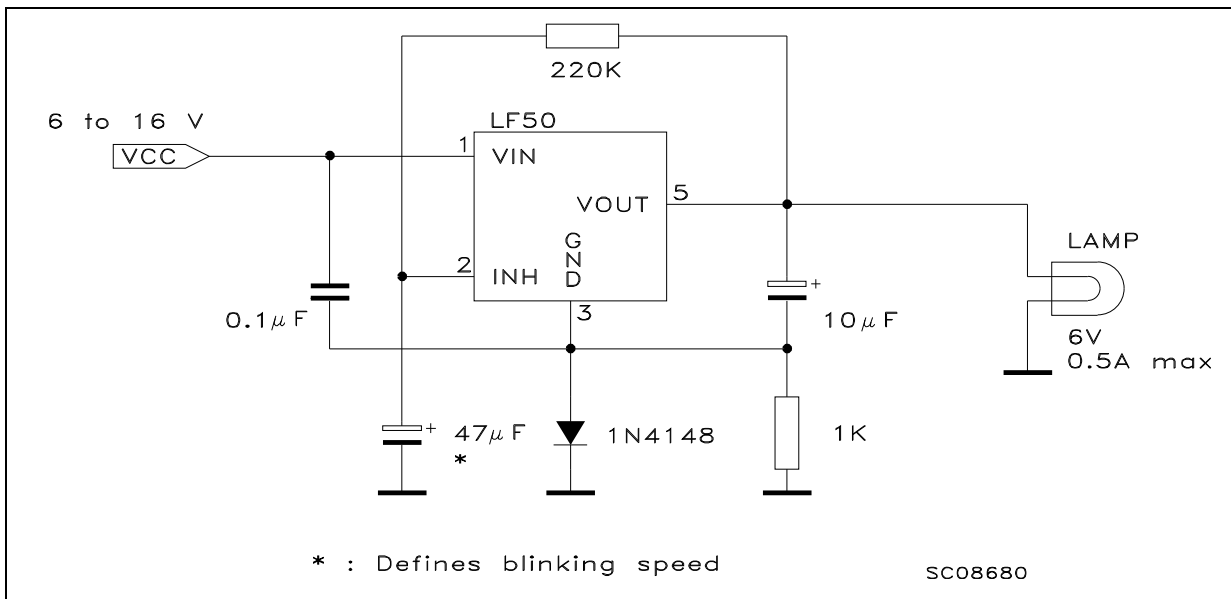 220K
LF50
6 to 16 V
VCC
1
VIN
5
VOUT
GND
2
INH
3
LAMP
6V
0.5A max
0.1μF
10μF
+
+
47μF
*
1N4148
1K
* : Defines blinking speed
SC08680